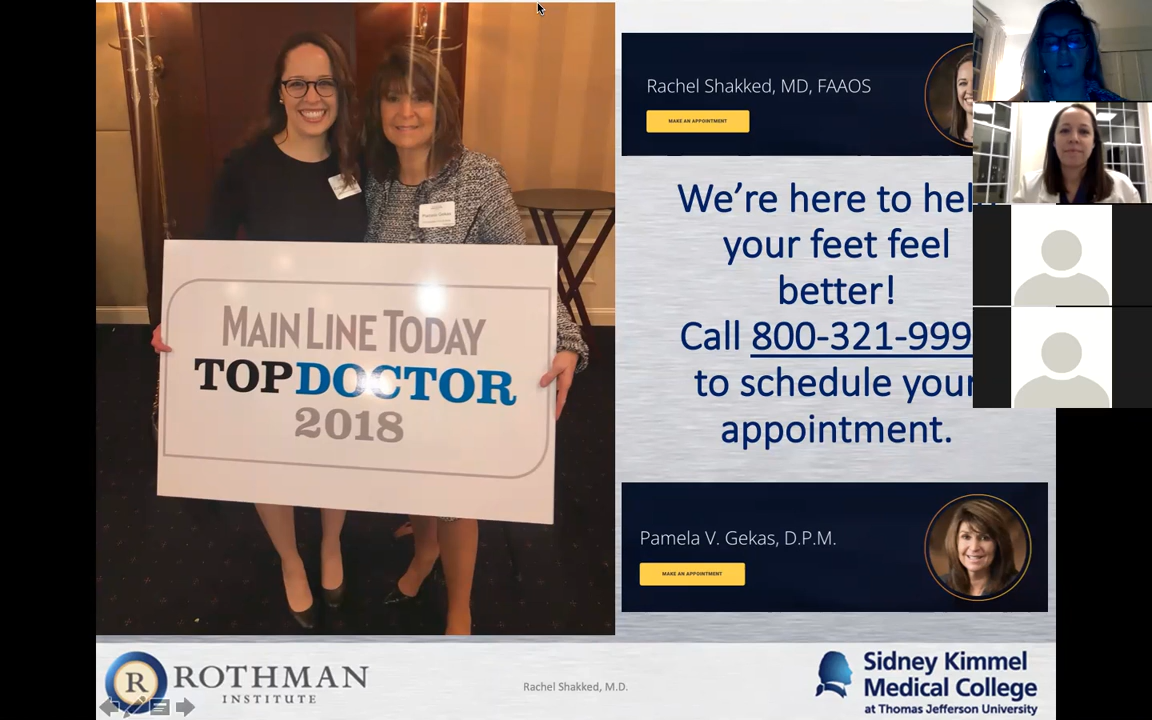 MAIN LINE TODAY
TOPDOCTOR
2018
Rachel Shakked, MD, FAAOS
MAKE AN APPOINTMENT
We're here to hel
your feet feel
better!
Call 800-321-999
to schedule your
appointment.
Pamela V. Gekas, D.P.M.
MAKE AN APPOINTMENT
R ROTHMAN
INSTITUTE
Rachel Shakked, M.D.
Sidney Kimmel
Medical College
at Thomas Jefferson University